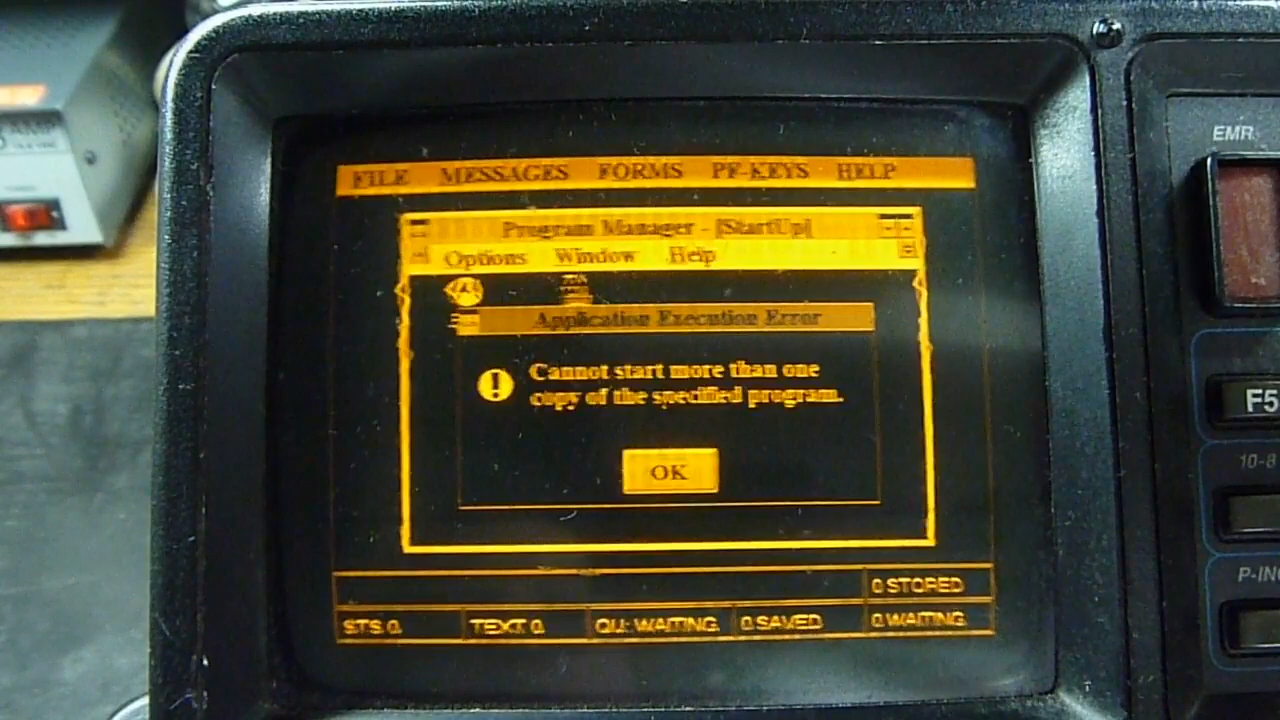 FILE MESSAGES FORMS PF-KEYS HELP
Program Manager - [StartUp]
Options Window Help
Application Execution Error
Cannot start more than one
copy of the specified program.
OK
0 STORED
STS 0 TEXT 0 QU: WAITING 0 SAVED 0 WAITING
EMR
F5
10-8